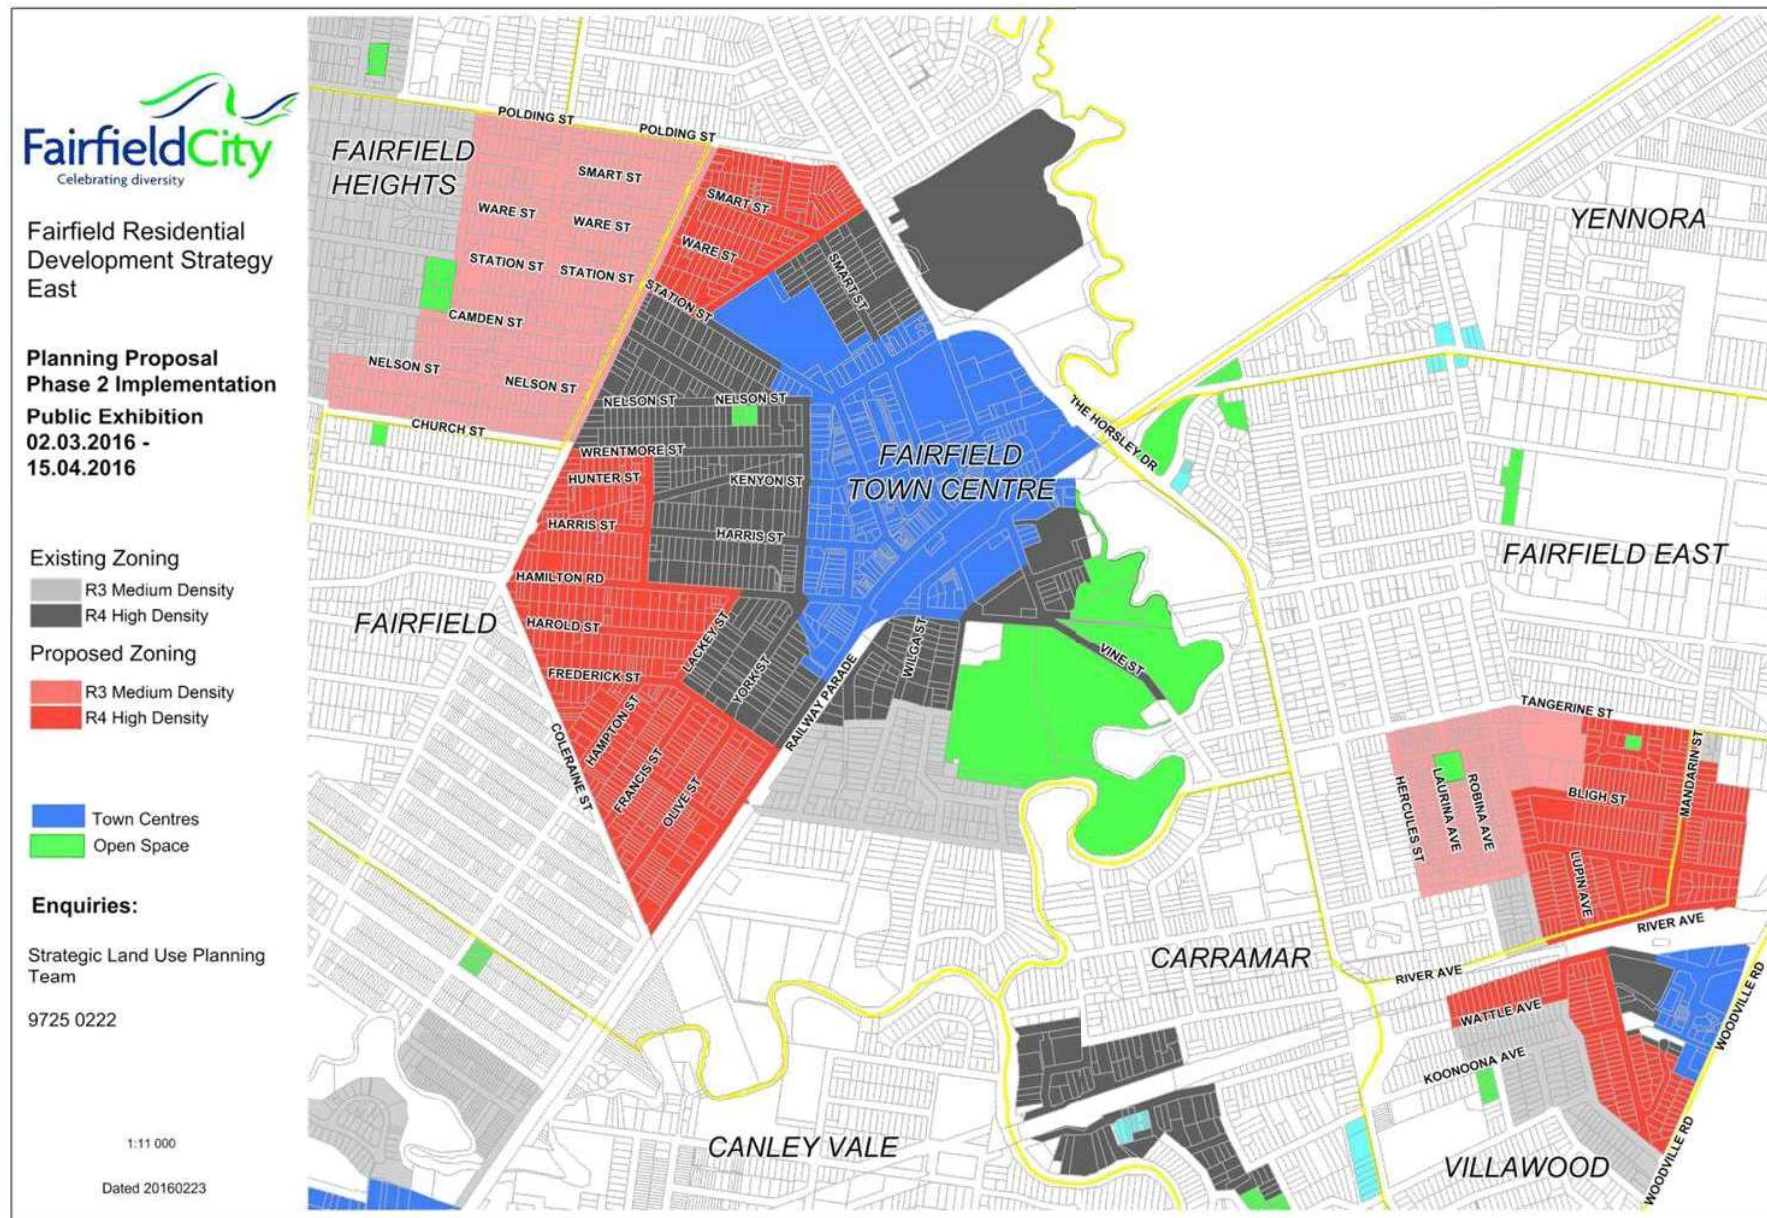 FairfieldCity
Celebrating diversity
Fairfield Residential
Development Strategy
East
Planning Proposal
Phase 2 Implementation
Public Exhibition
02.03.2016 -
15.04.2016
Existing Zoning
R3 Medium Density
R4 High Density
Proposed Zoning
R3 Medium Density
R4 High Density
Town Centres
Open Space
Enquiries:
Strategic Land Use Planning
Team
9725 0222
1:11 000
Dated 20160223
POLDING ST
POLDING ST
FAIRFIELD
HEIGHTS
SMART ST
SMART ST
WARE ST
WARE ST
WARE ST
STATION ST
STATION ST
STATION ST
SMART ST
CAMDEN ST
NELSON ST
NELSON ST
NELSON ST
NELSON ST
CHURCH ST
WRENTMORE ST
HUNTER ST
KENYON ST
HARRIS ST
HARRIS ST
HAMILTON RD
HAROLD ST
FREDERICK ST
LACKEY ST
YORK ST
HAMPTON ST
FRANCIS ST
OLIVE ST
COLERAINE ST
RAILWAY PARADE
WILGA ST
VINE ST
FAIRFIELD
FAIRFIELD
TOWN CENTRE
THE HORSLEY DR
YENNORA
FAIRFIELD EAST
TANGERINE ST
MANDARIN ST
BLIGH ST
HERCULES ST
LAURINA AVE
ROBINA AVE
LUPIN AVE
RIVER AVE
RIVER AVE
CARRAMAR
WATTLE AVE
KOONOONA AVE
WOODVILLE RD
WOODVILLE RD
CANLEY VALE
VILLAWOOD